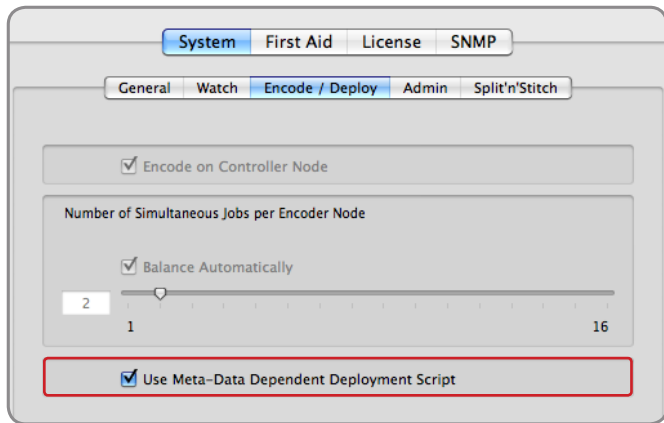 System First Aid License SNMP
General Watch Encode / Deploy Admin Split'n'Stitch
Encode on Controller Node
Number of Simultaneous Jobs per Encoder Node
Balance Automatically
2
1 16
Use Meta-Data Dependent Deployment Script